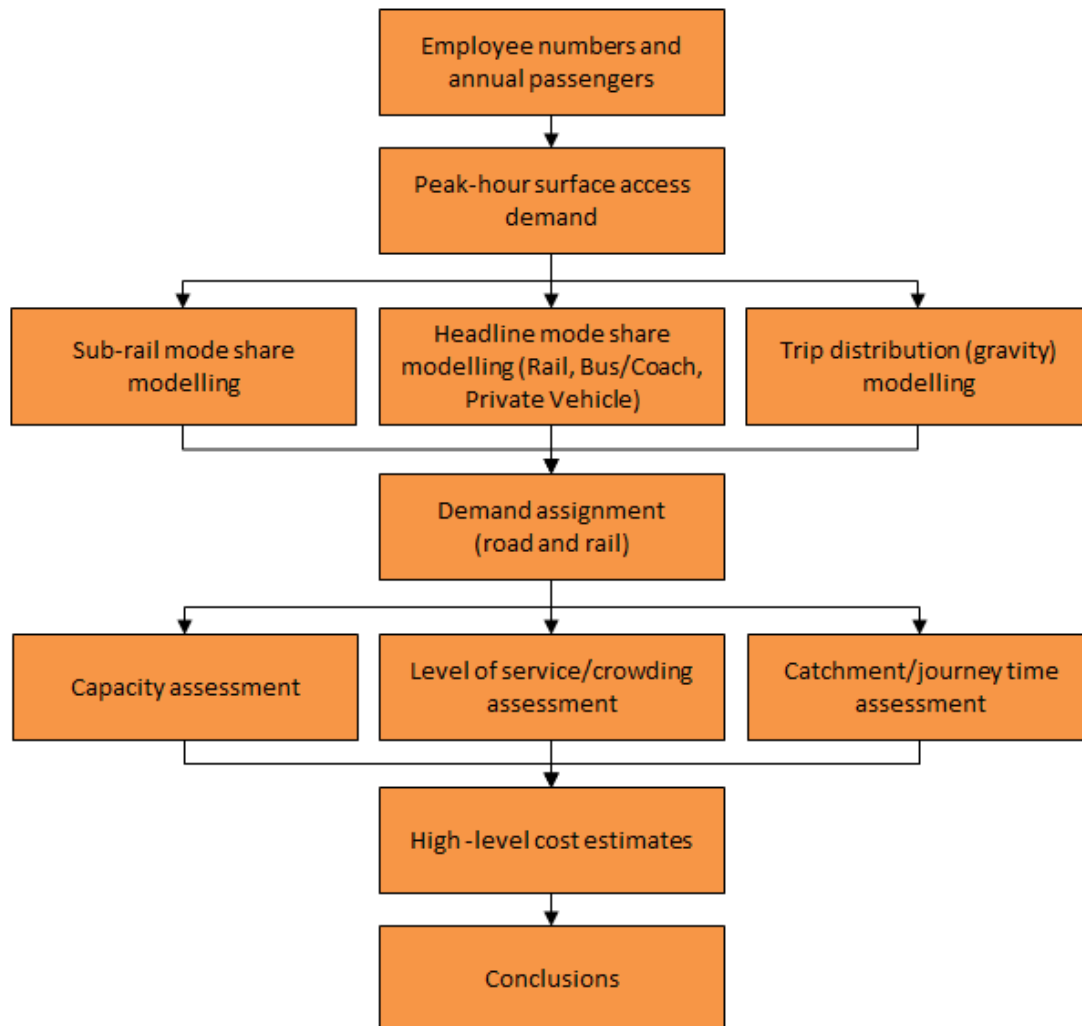 Employee numbers and
annual passengers
Peak-hour surface access
demand
Sub-rail mode share
modelling
Headline mode share
modelling (Rail, Bus/Coach,
Private Vehicle)
Trip distribution (gravity)
modelling
Demand assignment
(road and rail)
Capacity assessment
Level of service/crowding
assessment
Catchment/journey time
assessment
High -level cost estimates
Conclusions